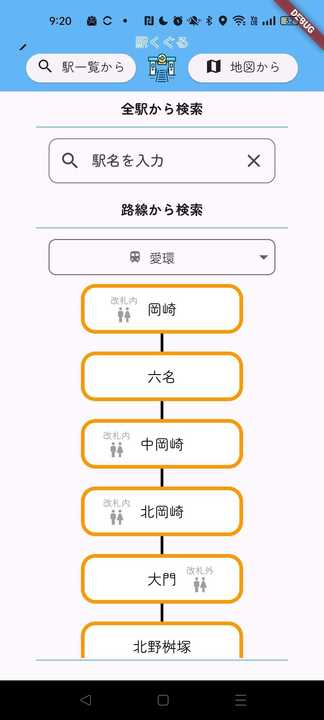 9:20
DEBUG
駅くぐる
駅一覧から
地図から
全駅から検索
駅名を入力
路線から検索
愛環
改札内
岡崎
六名
改札内
中岡崎
改札内
北岡崎
大門
改札外
北野桝塚